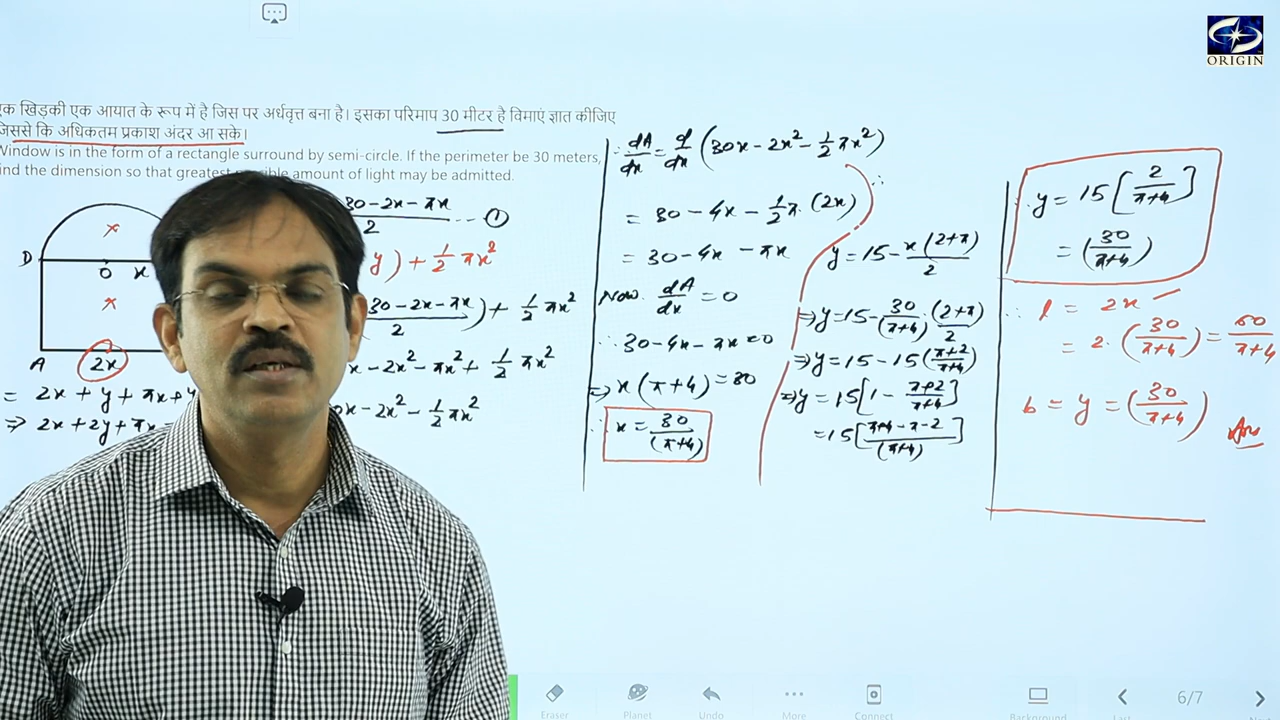 ORIGIN
एक खिड़की एक आयात के रूप में है जिस पर अर्धवृत्त बना है। इसका परिमाप 30 मीटर है विमाएं ज्ञात कीजिए
जिससे कि अधिकतम प्रकाश अंदर आ सके।
Window is in the form of a rectangle surround by semi-circle. If the perimeter be 30 meters,
find the dimension so that greatest possible amount of light may be admitted.
D
O
x
A
2x
= 2x + y + πx + y
⇒ 2x + 2y + πx
30 - 2x - πx / 2 --- ①
y) + 1/2 πx²
30 - 2x - πx / 2) + 1/2 πx²
x - 2x² - πx² + 1/2 πx²
0x - 2x² - 1/2 πx²
∴ dA/dx = d/dx (30x - 2x² - 1/2 πx²)
= 30 - 4x - 1/2 π. (2x)
= 30 - 4x - πx
Now. dA/dx = 0
∴ 30 - 4x - πx = 0
⇒ x (π+4) = 30
∴ x = 30/(π+4)
∴
y = 15 - x(2+π)/2
⇒ y = 15 - 30/(π+4) . (2+π)/2
⇒ y = 15 - 15 (π+2/π+4)
⇒ y = 15 [1 - π+2/π+4]
= 15 [π+4-π-2/(π+4)]
∴ y = 15 [2/π+4]
= (30/π+4)
∴ l = 2x
= 2. (30/π+4) = 60/π+4
b = y = (30/π+4)
Ans
Eraser
Planet
Undo
More
Connect
Background
Last
6/7